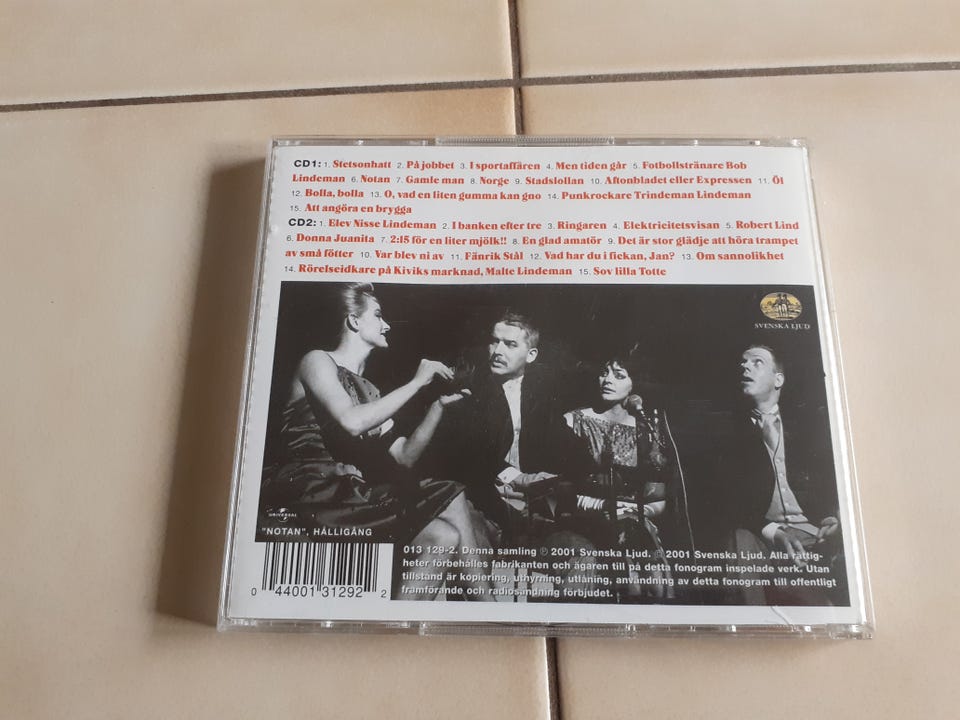 CD1: 1. Stetsonhatt 2. På jobbet 3. I sportaffären 4. Men tiden går 5. Fotbollstränare Bob
Lindeman 6. Notan 7. Gamle man 8. Norge 9. Stadslollan 10. Aftonbladet eller Expressen 11. Öl
12. Bolla, bolla 13. O, vad en liten gumma kan gno 14. Punkrockare Trindeman Lindeman
15. Att angöra en brygga
CD2: 1. Elev Nisse Lindeman 2. I banken efter tre 3. Ringaren 4. Elektricitetsvisan 5. Robert Lind
6. Donna Juanita 7. 2:15 för en liter mjölk!! 8. En glad amatör 9. Det är stor glädje att höra trampet
av små fötter 10. Var blev ni av 11. Fänrik Stål 12. Vad har du i fickan, Jan? 13. Om sannolikhet
14. Rörelseidkare på Kiviks marknad, Malte Lindeman 15. Sov lilla Totte
SVENSKA LJUD
UNIVERSAL
"NOTAN", HÅLLIGÅNG
013 129-2. Denna samling ℗ 2001 Svenska Ljud. © 2001 Svenska Ljud. Alla rättig-
heter förbehålles fabrikanten och ägaren till på detta fonogram inspelade verk. Utan
tillstånd är kopiering, uthyrning, utlåning, användning av detta fonogram till offentligt
framförande och radiosändning förbjudet.
0 44001 31292 2